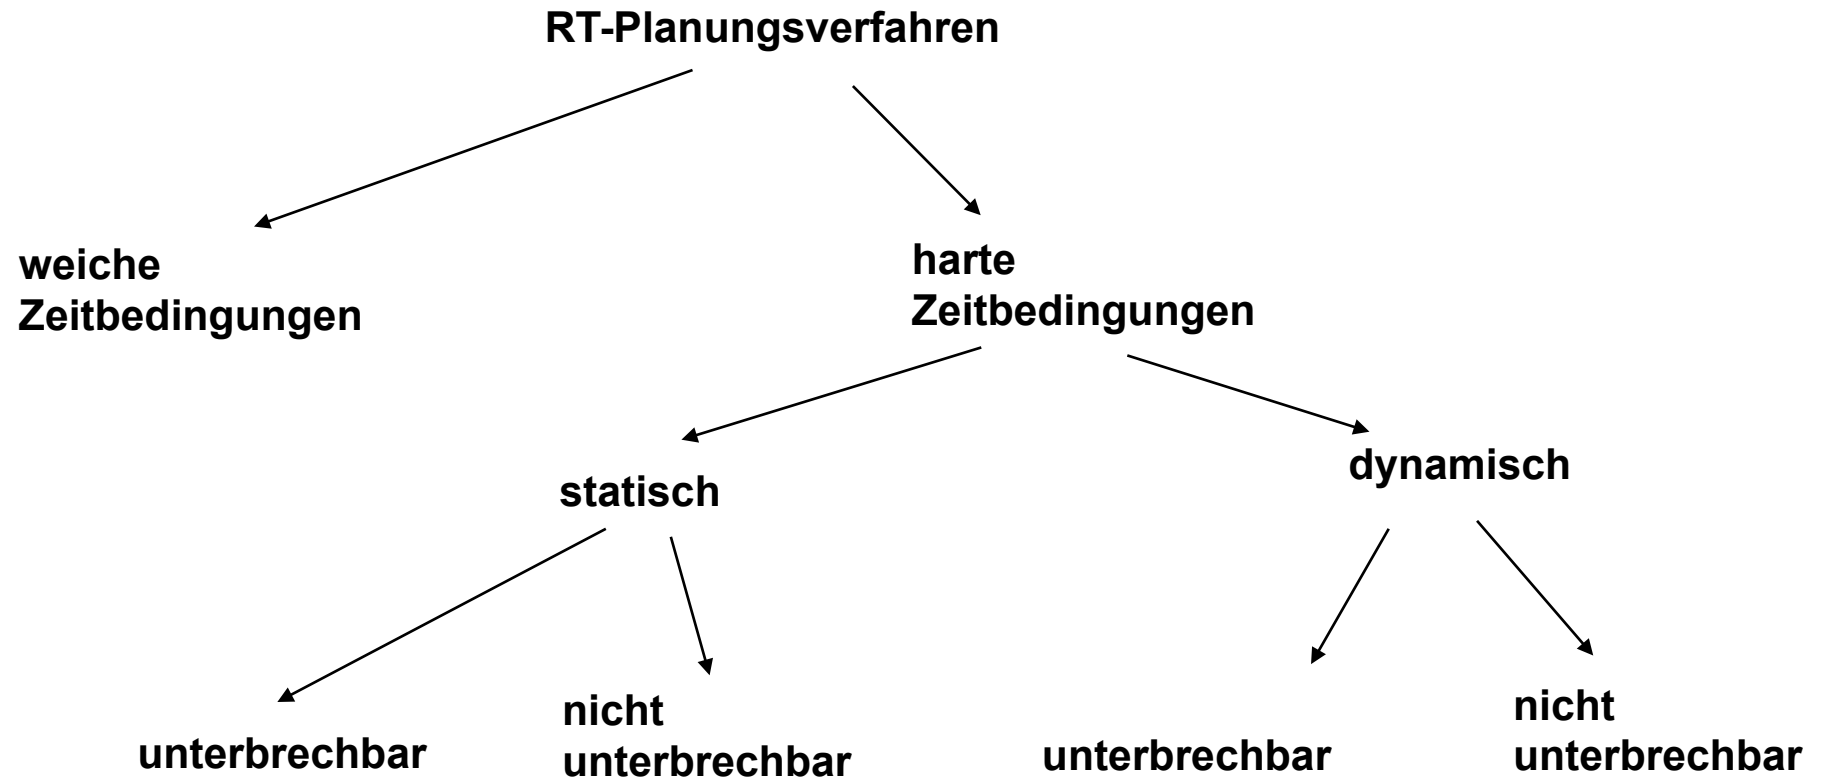 RT-Planungsverfahren
weiche
Zeitbedingungen
harte
Zeitbedingungen
statisch
dynamisch
unterbrechbar
nicht
unterbrechbar
unterbrechbar
nicht
unterbrechbar